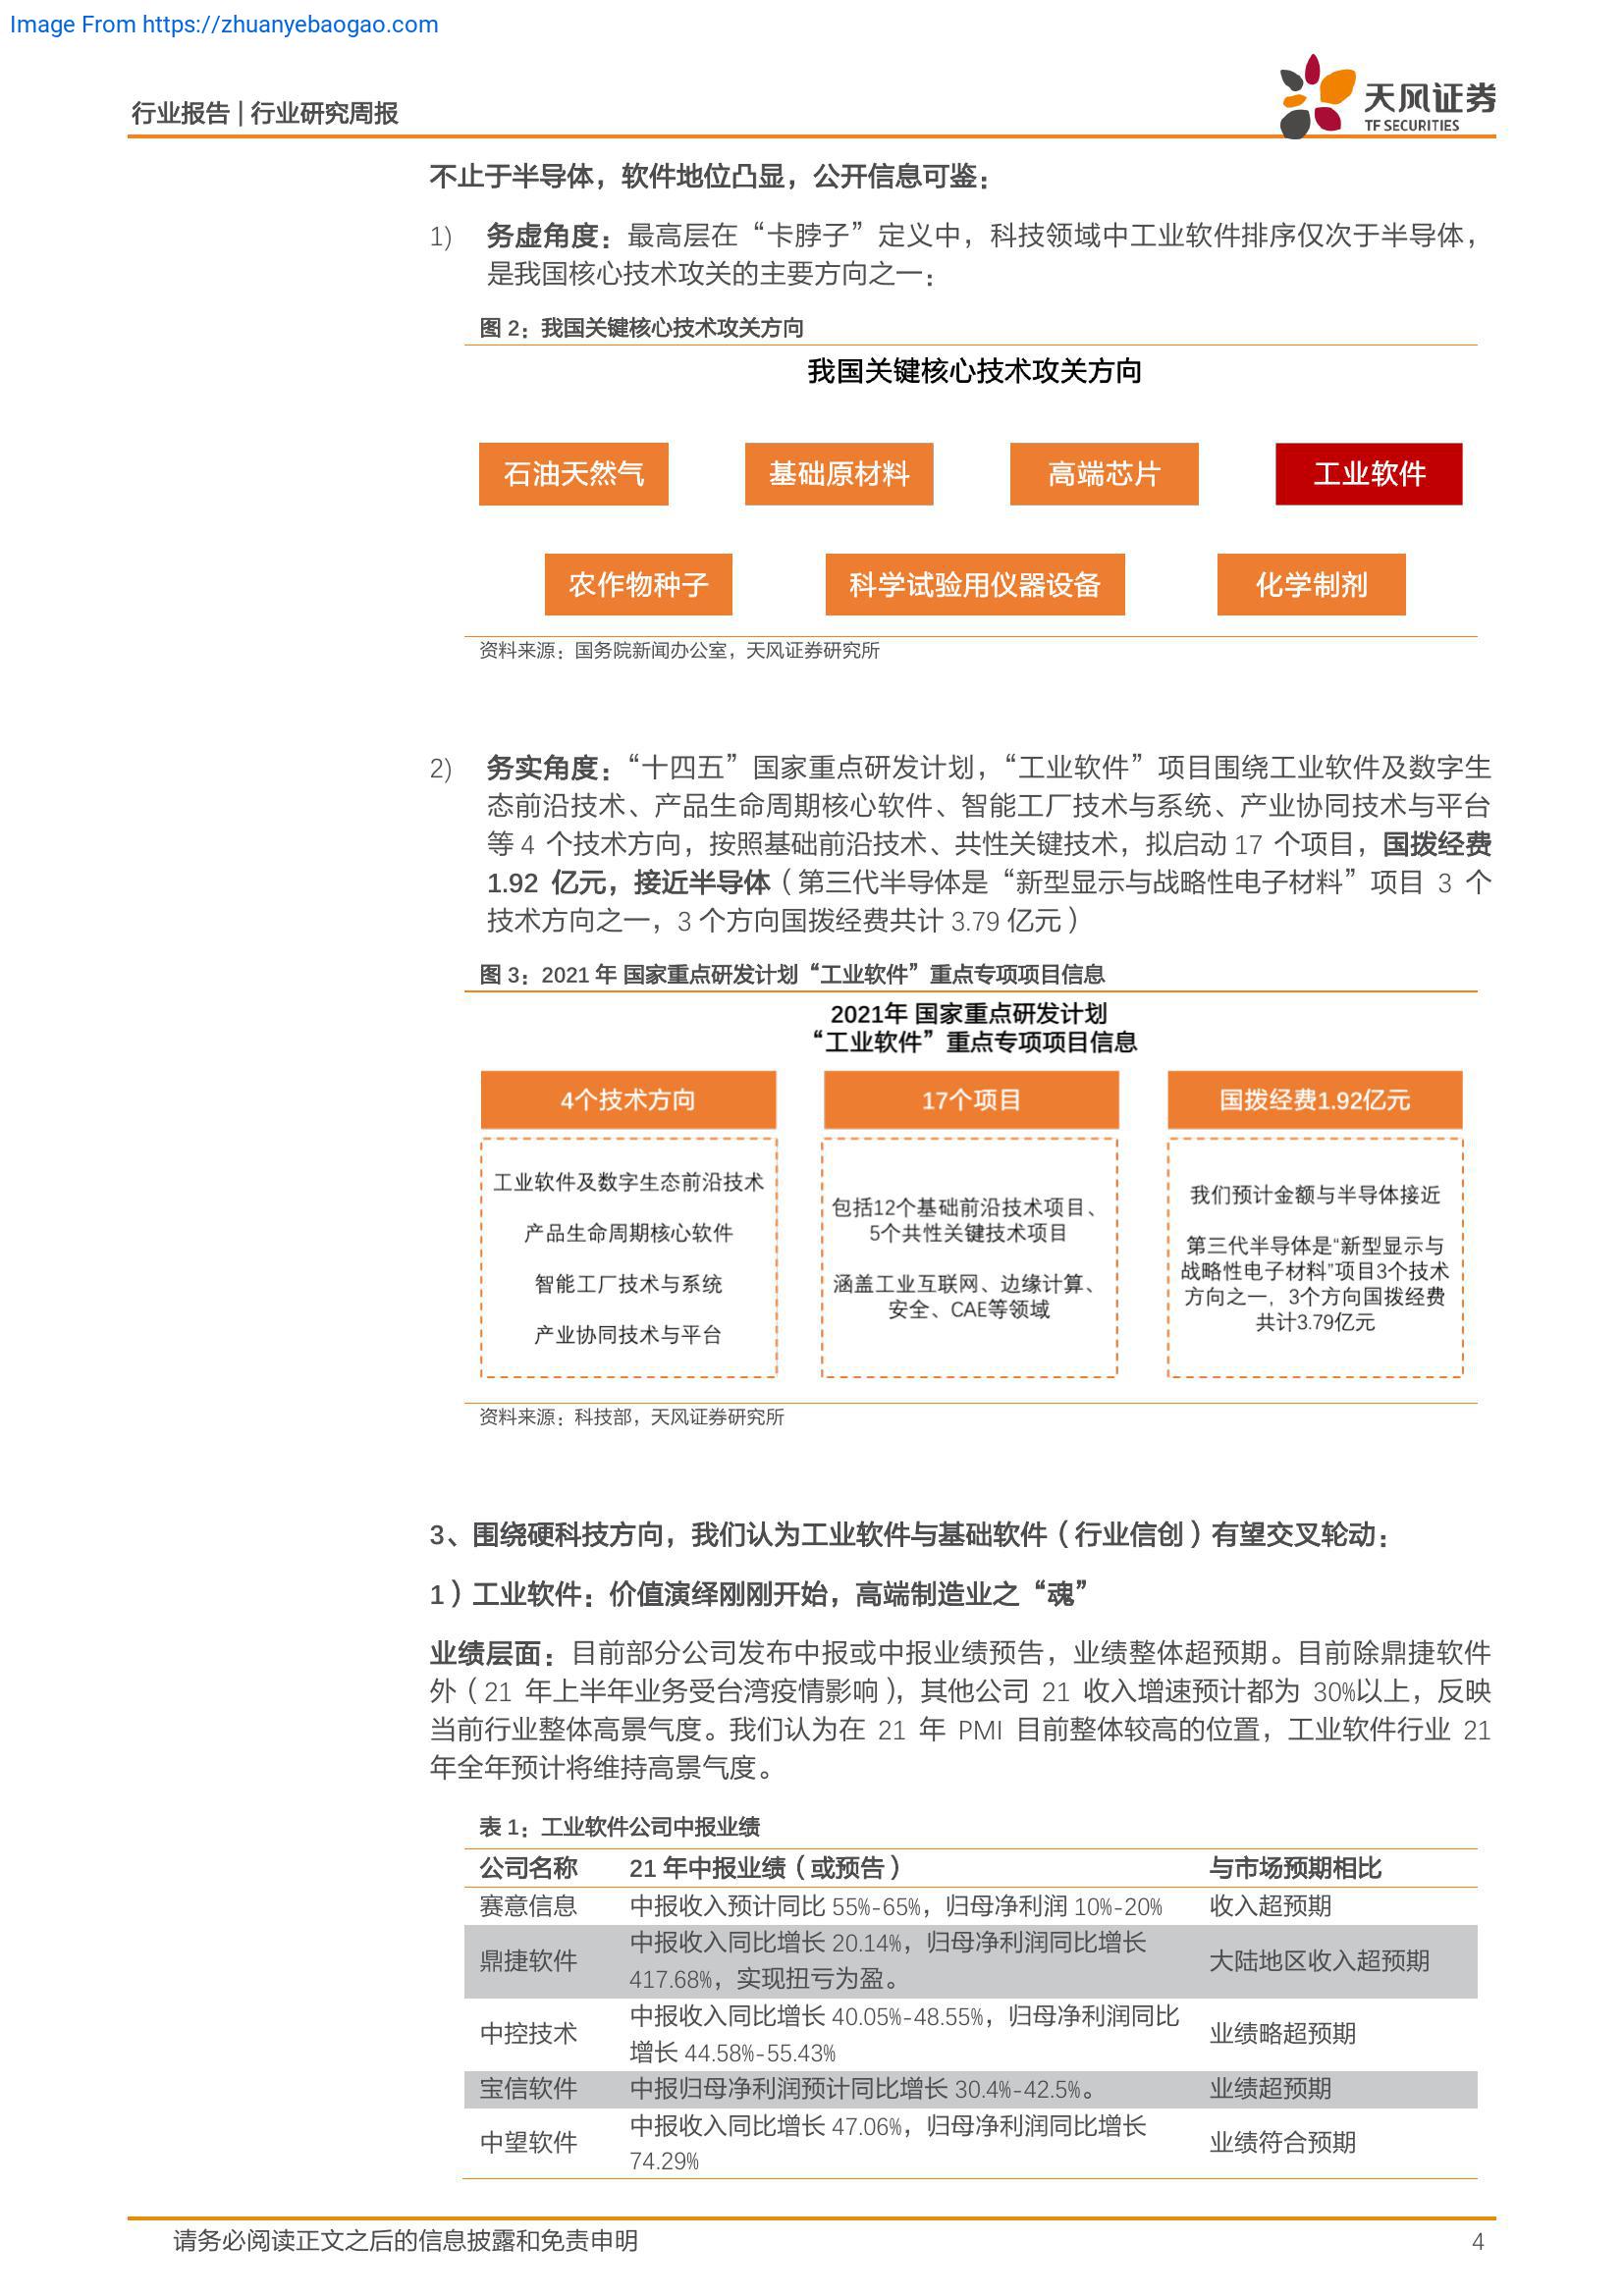 Image From https://zhuanyebaogao.com
行业报告 | 行业研究周报
天风证券
TF SECURITIES
不止于半导体，软件地位凸显，公开信息可鉴：
1) 务虚角度：最高层在“卡脖子”定义中，科技领域中工业软件排序仅次于半导体，
是我国核心技术攻关的主要方向之一：
图 2：我国关键核心技术攻关方向
我国关键核心技术攻关方向
石油天然气 基础原材料 高端芯片 工业软件
农作物种子 科学试验用仪器设备 化学制剂
资料来源：国务院新闻办公室，天风证券研究所
2) 务实角度：“十四五”国家重点研发计划，“工业软件”项目围绕工业软件及数字生
态前沿技术、产品生命周期核心软件、智能工厂技术与系统、产业协同技术与平台
等 4 个技术方向，按照基础前沿技术、共性关键技术，拟启动 17 个项目，国拨经费
1.92 亿元，接近半导体（第三代半导体是“新型显示与战略性电子材料”项目 3 个
技术方向之一，3 个方向国拨经费共计 3.79 亿元）
图 3：2021 年 国家重点研发计划“工业软件”重点专项项目信息
2021年 国家重点研发计划
“工业软件”重点专项项目信息
4个技术方向
工业软件及数字生态前沿技术
产品生命周期核心软件
智能工厂技术与系统
产业协同技术与平台
17个项目
包括12个基础前沿技术项目、
5个共性关键技术项目
涵盖工业互联网、边缘计算、
安全、CAE等领域
国拨经费1.92亿元
我们预计金额与半导体接近
第三代半导体是“新型显示与
战略性电子材料”项目3个技术
方向之一，3个方向国拨经费
共计3.79亿元
资料来源：科技部，天风证券研究所
3、围绕硬科技方向，我们认为工业软件与基础软件（行业信创）有望交叉轮动：
1）工业软件：价值演绎刚刚开始，高端制造业之“魂”
业绩层面：目前部分公司发布中报或中报业绩预告，业绩整体超预期。目前除鼎捷软件
外（21 年上半年业务受台湾疫情影响），其他公司 21 收入增速预计都为 30%以上，反映
当前行业整体高景气度。我们认为在 21 年 PMI 目前整体较高的位置，工业软件行业 21
年全年预计将维持高景气度。
表 1：工业软件公司中报业绩
公司名称 21 年中报业绩（或预告） 与市场预期相比
赛意信息 中报收入预计同比 55%-65%，归母净利润 10%-20% 收入超预期
鼎捷软件 中报收入同比增长 20.14%，归母净利润同比增长
417.68%，实现扭亏为盈。 大陆地区收入超预期
中控技术 中报收入同比增长 40.05%-48.55%，归母净利润同比
增长 44.58%-55.43% 业绩略超预期
宝信软件 中报归母净利润预计同比增长 30.4%-42.5%。 业绩超预期
中望软件 中报收入同比增长 47.06%，归母净利润同比增长
74.29% 业绩符合预期
请务必阅读正文之后的信息披露和免责申明 4